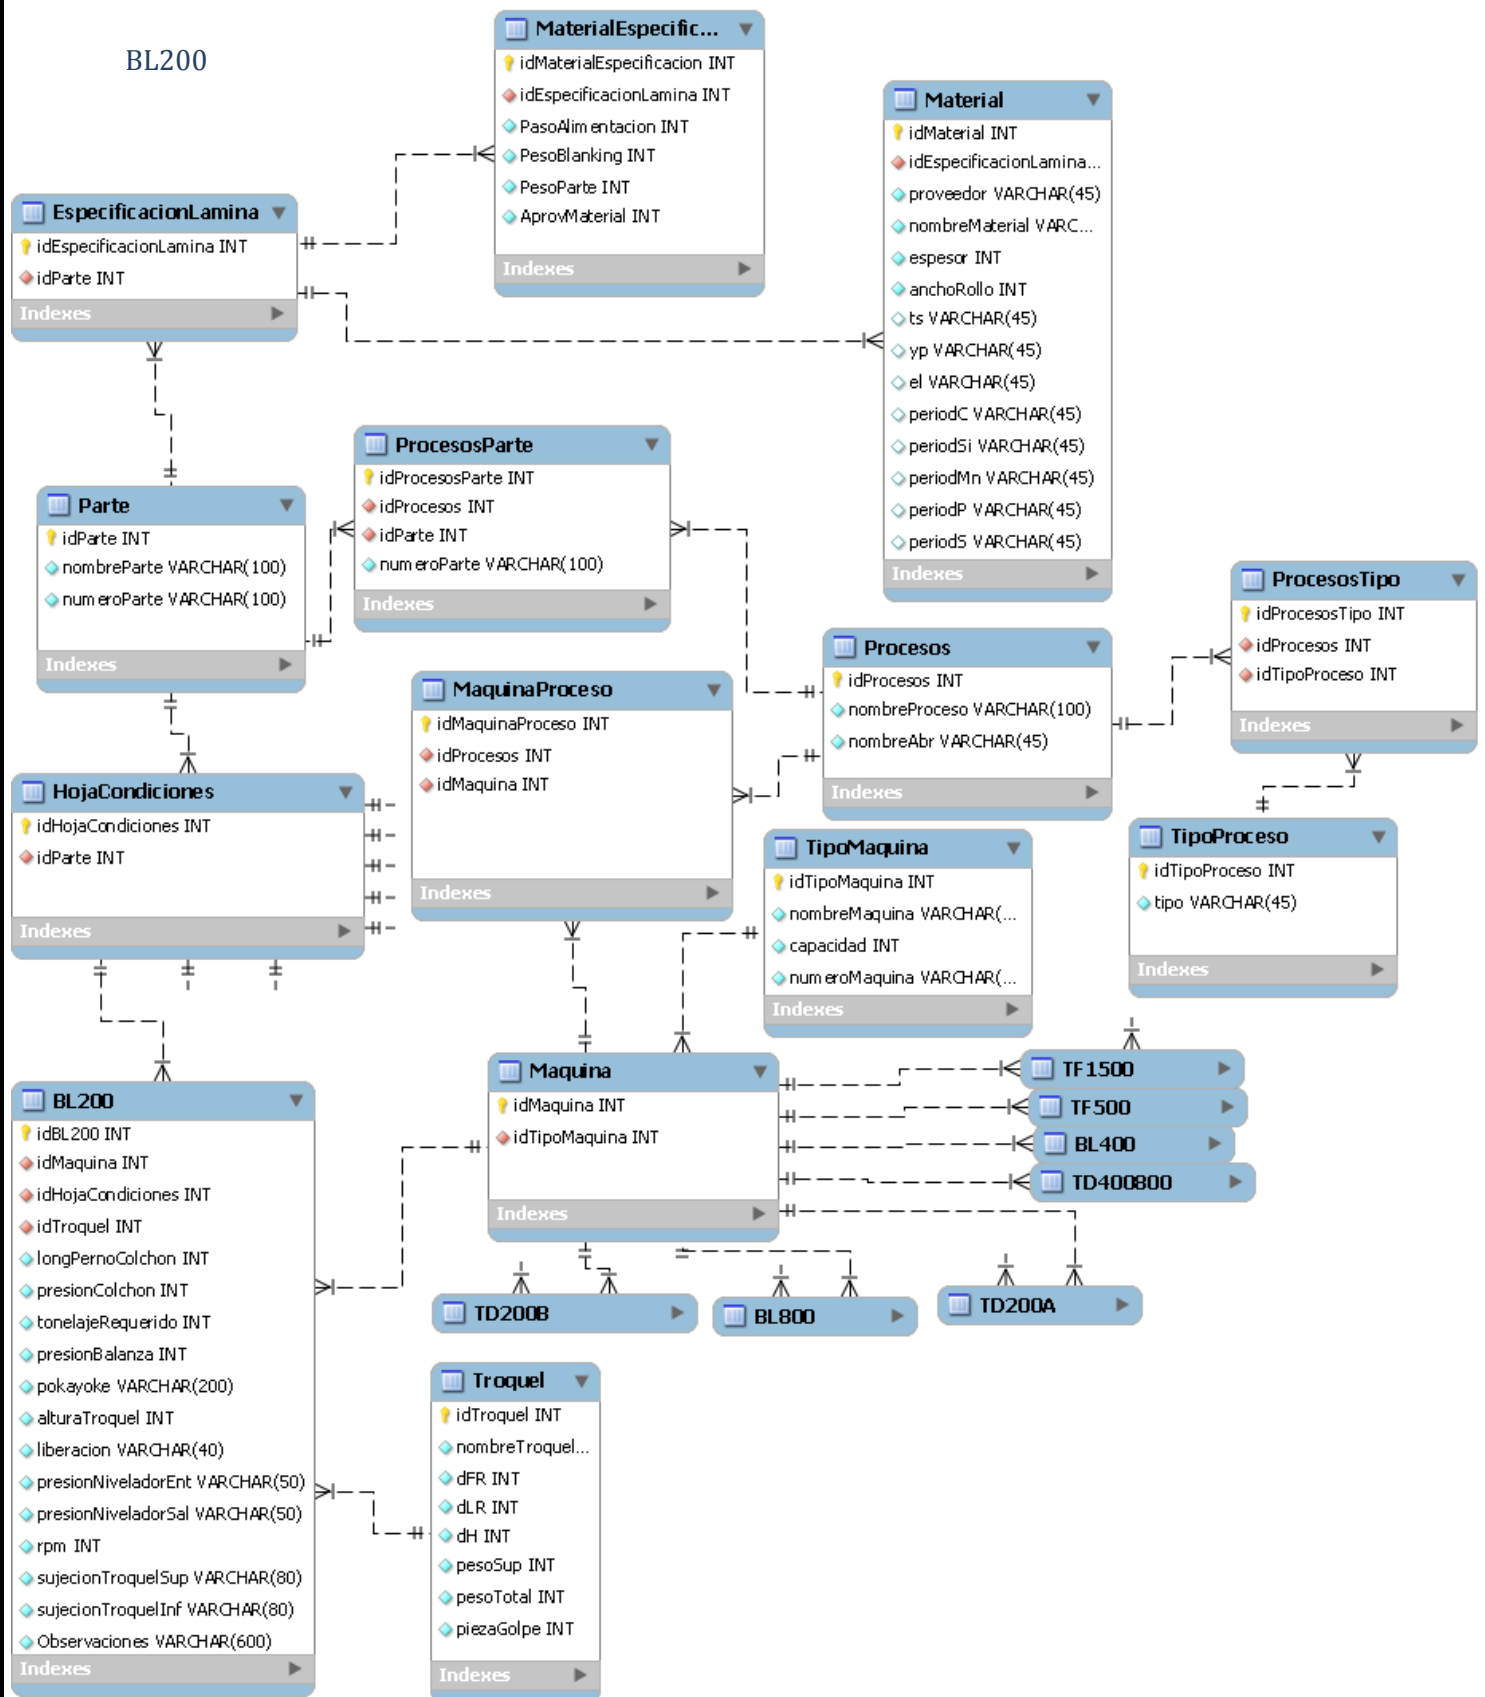 BL200
MaterialEspecific...
idMaterialEspecificacion INT
idEspecificacionLamina INT
PasoAlimentacion INT
PesoBlanking INT
PesoParte INT
AprovMaterial INT
Indexes
Material
idMaterial INT
idEspecificacionLamina...
proveedor VARCHAR(45)
nombreMaterial VARC...
espesor INT
anchoRollo INT
ts VARCHAR(45)
yp VARCHAR(45)
el VARCHAR(45)
periodC VARCHAR(45)
periodSi VARCHAR(45)
periodMn VARCHAR(45)
periodP VARCHAR(45)
periodS VARCHAR(45)
Indexes
EspecificacionLamina
idEspecificacionLamina INT
idParte INT
Indexes
ProcesosParte
idProcesosParte INT
idProcesos INT
idParte INT
numeroParte VARCHAR(100)
Indexes
Parte
idParte INT
nombreParte VARCHAR(100)
numeroParte VARCHAR(100)
Indexes
ProcesosTipo
idProcesosTipo INT
idProcesos INT
idTipoProceso INT
Indexes
Procesos
idProcesos INT
nombreProceso VARCHAR(100)
nombreAbr VARCHAR(45)
Indexes
MaquinaProceso
idMaquinaProceso INT
idProcesos INT
idMaquina INT
Indexes
HojaCondiciones
idHojaCondiciones INT
idParte INT
Indexes
TipoMaquina
idTipoMaquina INT
nombreMaquina VARCHAR(...
capacidad INT
numeroMaquina VARCHAR(...
Indexes
TipoProceso
idTipoProceso INT
tipo VARCHAR(45)
Indexes
Maquina
idMaquina INT
idTipoMaquina INT
Indexes
TF1500
TF500
BL400
TD400800
TD200B
BL800
TD200A
BL200
idBL200 INT
idMaquina INT
idHojaCondiciones INT
idTroquel INT
longPernoColchon INT
presionColchon INT
tonelajeRequerido INT
presionBalanza INT
pokayoke VARCHAR(200)
alturaTroquel INT
liberacion VARCHAR(40)
presionNiveladorEnt VARCHAR(50)
presionNiveladorSal VARCHAR(50)
rpm INT
sujecionTroquelSup VARCHAR(80)
sujecionTroquelInf VARCHAR(80)
Observaciones VARCHAR(600)
Indexes
Troquel
idTroquel INT
nombreTroquel...
dFR INT
dLR INT
dH INT
pesoSup INT
pesoTotal INT
piezaGolpe INT
Indexes